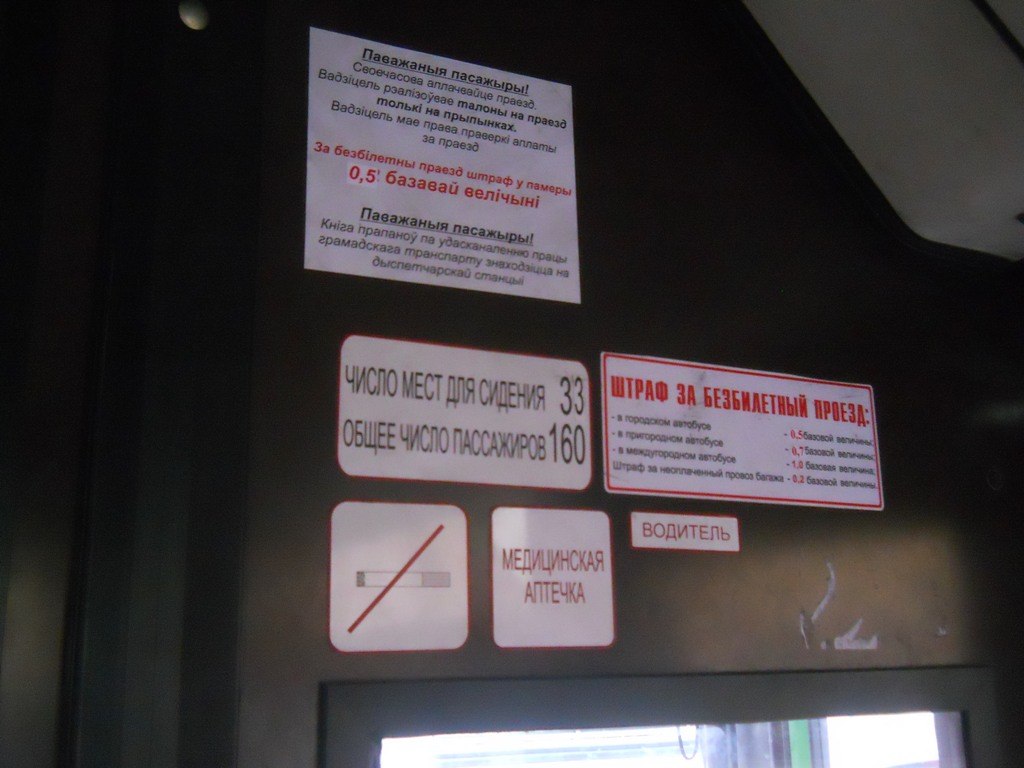 Паважаныя пасажыры!
Своечасова аплачвайце праезд.
Вадзіцель рэалізоўвае талоны на праезд
толькі на прыпынках.
Вадзіцель мае права праверкі аплаты
за праезд
За безбілетны праезд штраф у памеры
0,5 базавай велічыні
Паважаныя пасажыры!
Кніга прапаноў па удасканаленню працы
грамадскага транспарту знаходзіцца на
дыспетчарскай станцыі
ЧИСЛО МЕСТ ДЛЯ СИДЕНИЯ 33
ОБЩЕЕ ЧИСЛО ПАССАЖИРОВ 160
ШТРАФ ЗА БЕЗБИЛЕТНЫЙ ПРОЕЗД:
- в городском автобусе - 0,5 базовой величины;
- в пригородном автобусе - 0,7 базовой величины;
- в междугородном автобусе - 1,0 базовая величина;
Штраф за неоплаченный провоз багажа - 0,2 базовой величины.
МЕДИЦИНСКАЯ
АПТЕЧКА
ВОДИТЕЛЬ